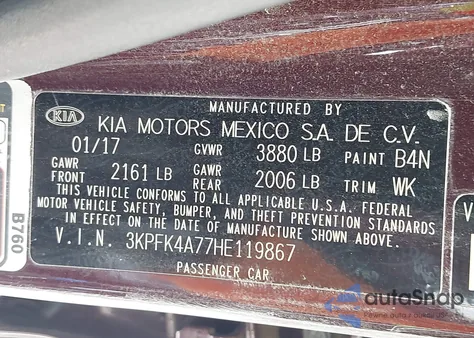 MANUFACTURED BY
KIA
KIA MOTORS MEXICO S.A. DE C.V.
01/17 GVWR 3880 LB PAINT B4N
GAWR FRONT 2161 LB GAWR REAR 2006 LB TRIM WK
THIS VEHICLE CONFORMS TO ALL APPLICABLE U.S.A. FEDERAL
MOTOR VEHICLE SAFETY, BUMPER, AND THEFT PREVENTION STANDARDS
IN EFFECT ON THE DATE OF MANUFACTURE SHOWN ABOVE.
V.I.N. 3KPFK4A77HE119867
PASSENGER CAR
B760
autoSnap